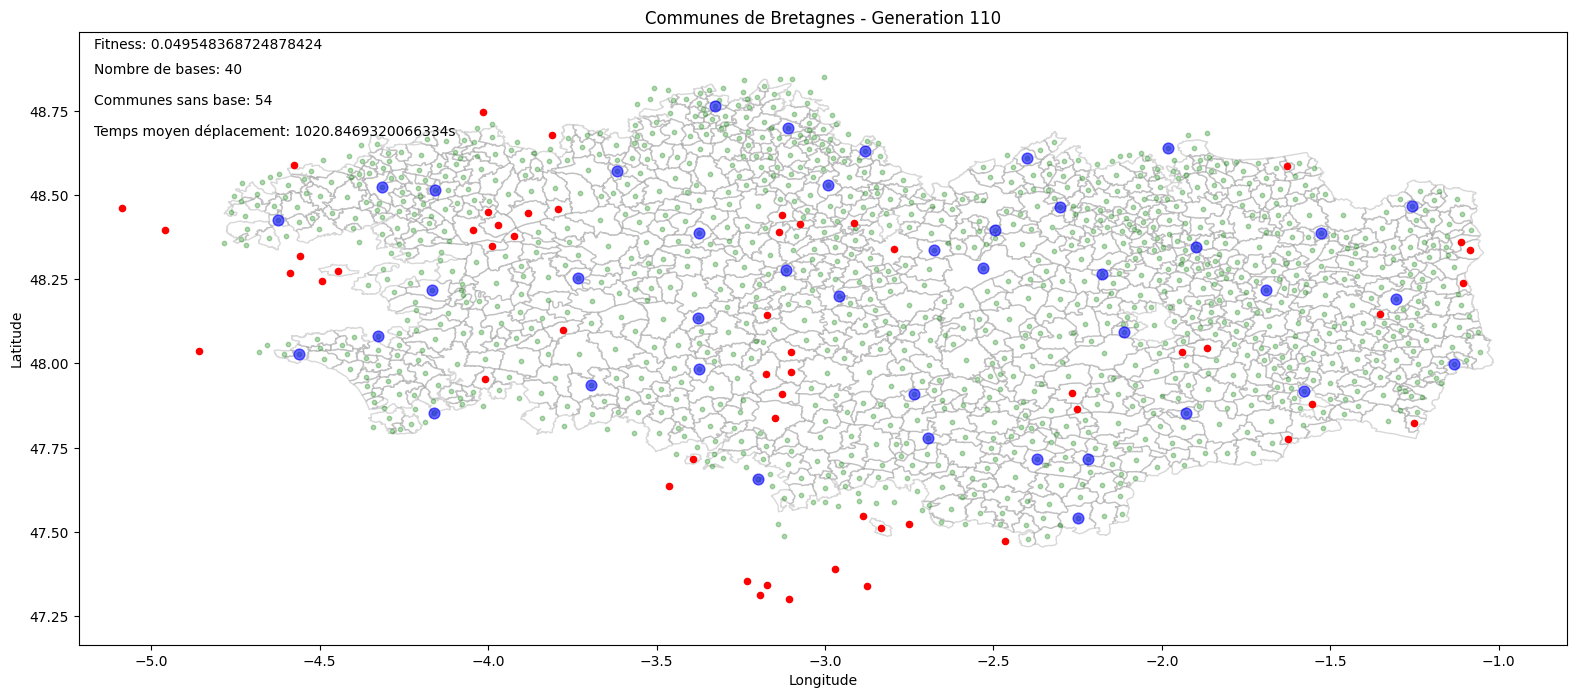 Communes de Bretagnes - Generation 110
Fitness: 0.049548368724878424
Nombre de bases: 40
Communes sans base: 54
Temps moyen déplacement: 1020.8469320066334s
Latitude
48.75
48.50
48.25
48.00
47.75
47.50
47.25
−5.0 −4.5 −4.0 −3.5 −3.0 −2.5 −2.0 −1.5 −1.0
Longitude